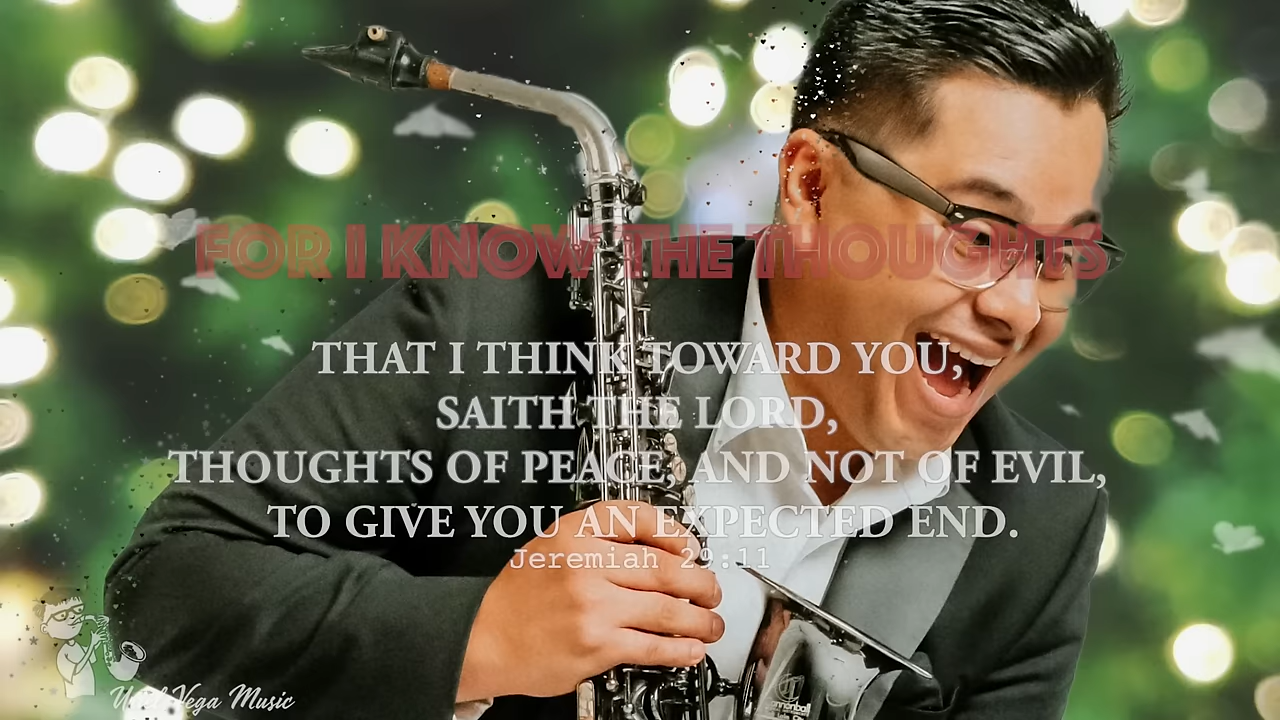 FOR I KNOW THE THOUGHTS
THAT I THINK TOWARD YOU,
SAITH THE LORD,
THOUGHTS OF PEACE, AND NOT OF EVIL,
TO GIVE YOU AN EXPECTED END.
Jeremiah 29:11
Vega Music